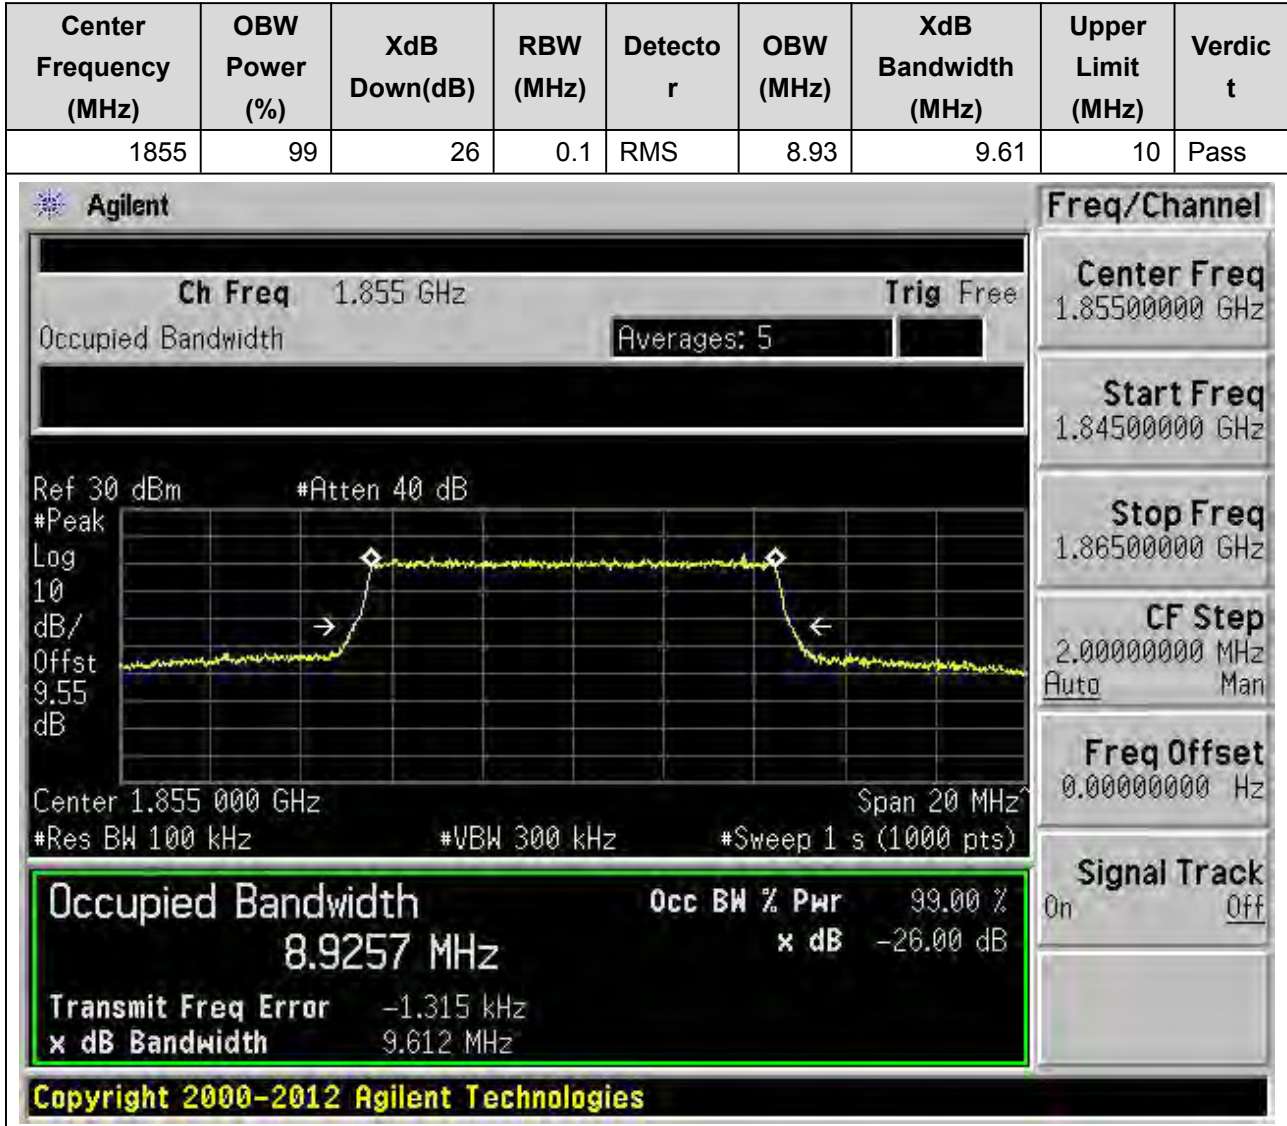 Center Frequency (MHz) OBW Power (%) XdB Down(dB) RBW (MHz) Detector OBW (MHz) XdB Bandwidth (MHz) Upper Limit (MHz) Verdict
1855 99 26 0.1 RMS 8.93 9.61 10 Pass
Agilent
Freq/Channel
Ch Freq 1.855 GHz Trig Free
Occupied Bandwidth Averages: 5
Center Freq
1.85500000 GHz
Start Freq
1.84500000 GHz
Stop Freq
1.86500000 GHz
CF Step
2.00000000 MHz
Auto Man
Freq Offset
0.00000000 Hz
Signal Track
On Off
Ref 30 dBm #Atten 40 dB
#Peak
Log
10
dB/
Offst
9.55
dB
Center 1.855 000 GHz Span 20 MHz^
#Res BW 100 kHz #VBW 300 kHz #Sweep 1 s (1000 pts)
Occupied Bandwidth Occ BW % Pwr 99.00 %
8.9257 MHz x dB -26.00 dB
Transmit Freq Error -1.315 kHz
x dB Bandwidth 9.612 MHz
Copyright 2000-2012 Agilent Technologies